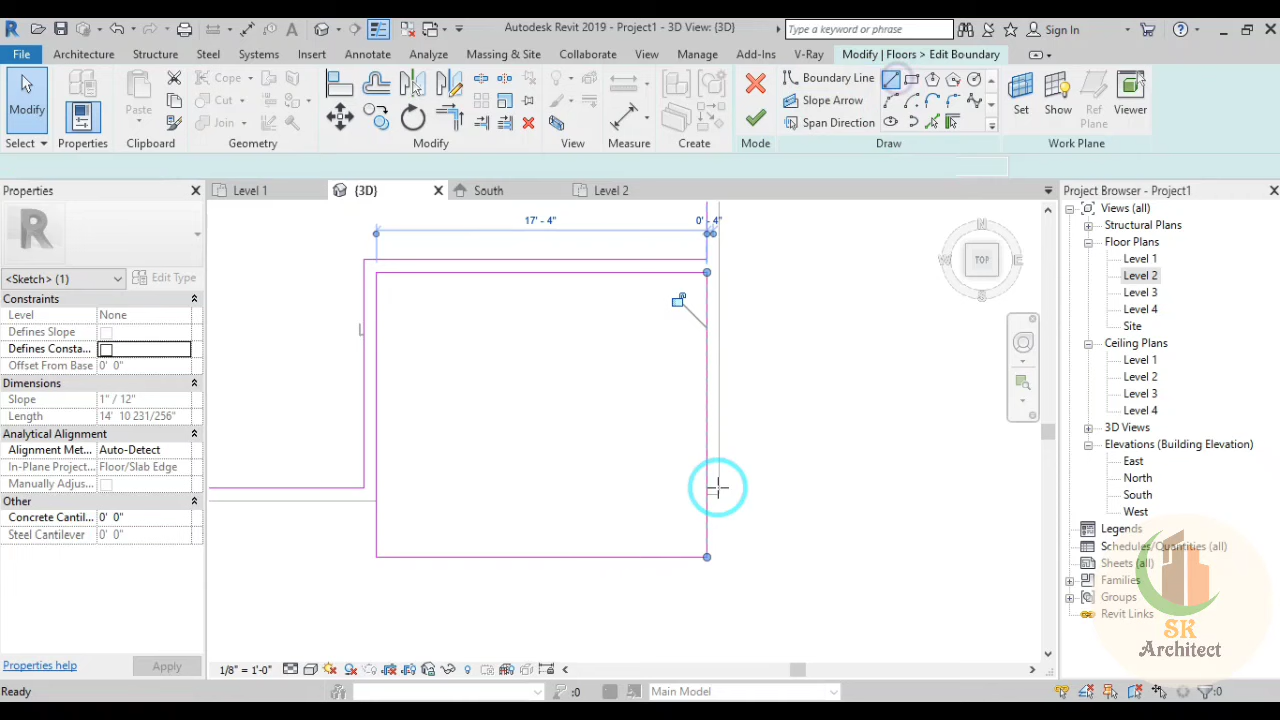 Autodesk Revit 2019 - Project1 - 3D View: {3D}
Type a keyword or phrase
Sign In
File
Architecture
Structure
Steel
Systems
Insert
Annotate
Analyze
Massing & Site
Collaborate
View
Manage
Add-Ins
V-Ray
Modify | Floors > Edit Boundary
Modify
Paste
Cope
Cut
Join
Boundary Line
Slope Arrow
Span Direction
Set
Show
Ref
Plane
Viewer
Select
Properties
Clipboard
Geometry
Modify
View
Measure
Create
Mode
Draw
Work Plane
Properties
Level 1
{3D}
South
Level 2
Project Browser - Project1
<Sketch> (1)
Edit Type
Constraints
Level None
Defines Slope
Defines Consta...
Offset From Base 0' 0"
Dimensions
Slope 1" / 12"
Length 14' 10 231/256"
Analytical Alignment
Alignment Met... Auto-Detect
In-Plane Project... Floor/Slab Edge
Manually Adjus...
Other
Concrete Cantil... 0' 0"
Steel Cantilever 0' 0"
Properties help
Apply
17' - 4"
0' - 4"
N
W
TOP
E
S
Views (all)
Structural Plans
Floor Plans
Level 1
Level 2
Level 3
Level 4
Site
Ceiling Plans
Level 1
Level 2
Level 3
Level 4
3D Views
Elevations (Building Elevation)
East
North
South
West
Legends
Schedules/Quantities (all)
Sheets (all)
Families
Groups
Revit Links
SK
Architect
1/8" = 1'-0"
Ready
:0
Main Model
:0